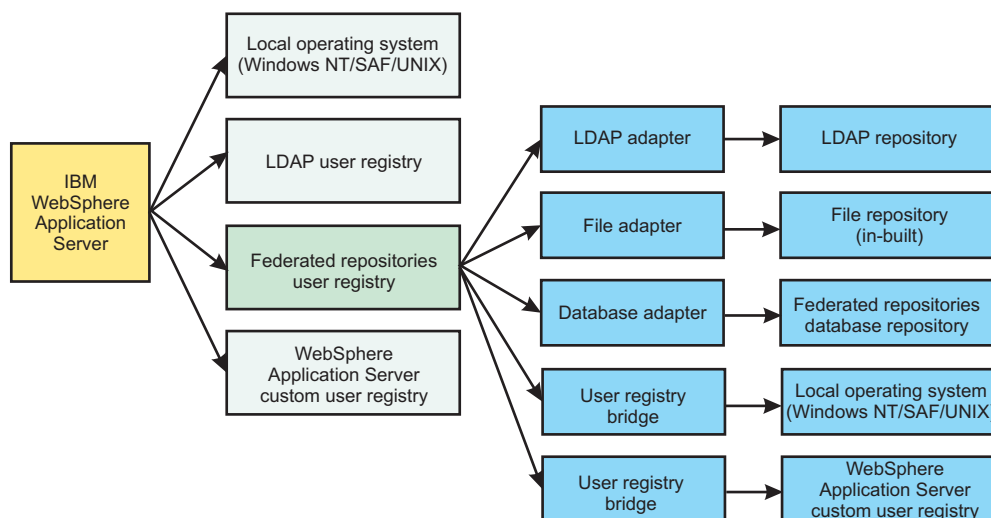 IBM
WebSphere
Application
Server
Local operating system
(Windows NT/SAF/UNIX)
LDAP user registry
Federated repositories
user registry
WebSphere
Application Server
custom user registry
LDAP adapter
LDAP repository
File adapter
File repository
(in-built)
Database adapter
Federated repositories
database repository
User registry
bridge
Local operating system
(Windows NT/SAF/UNIX)
User registry
bridge
WebSphere
Application Server
custom user registry